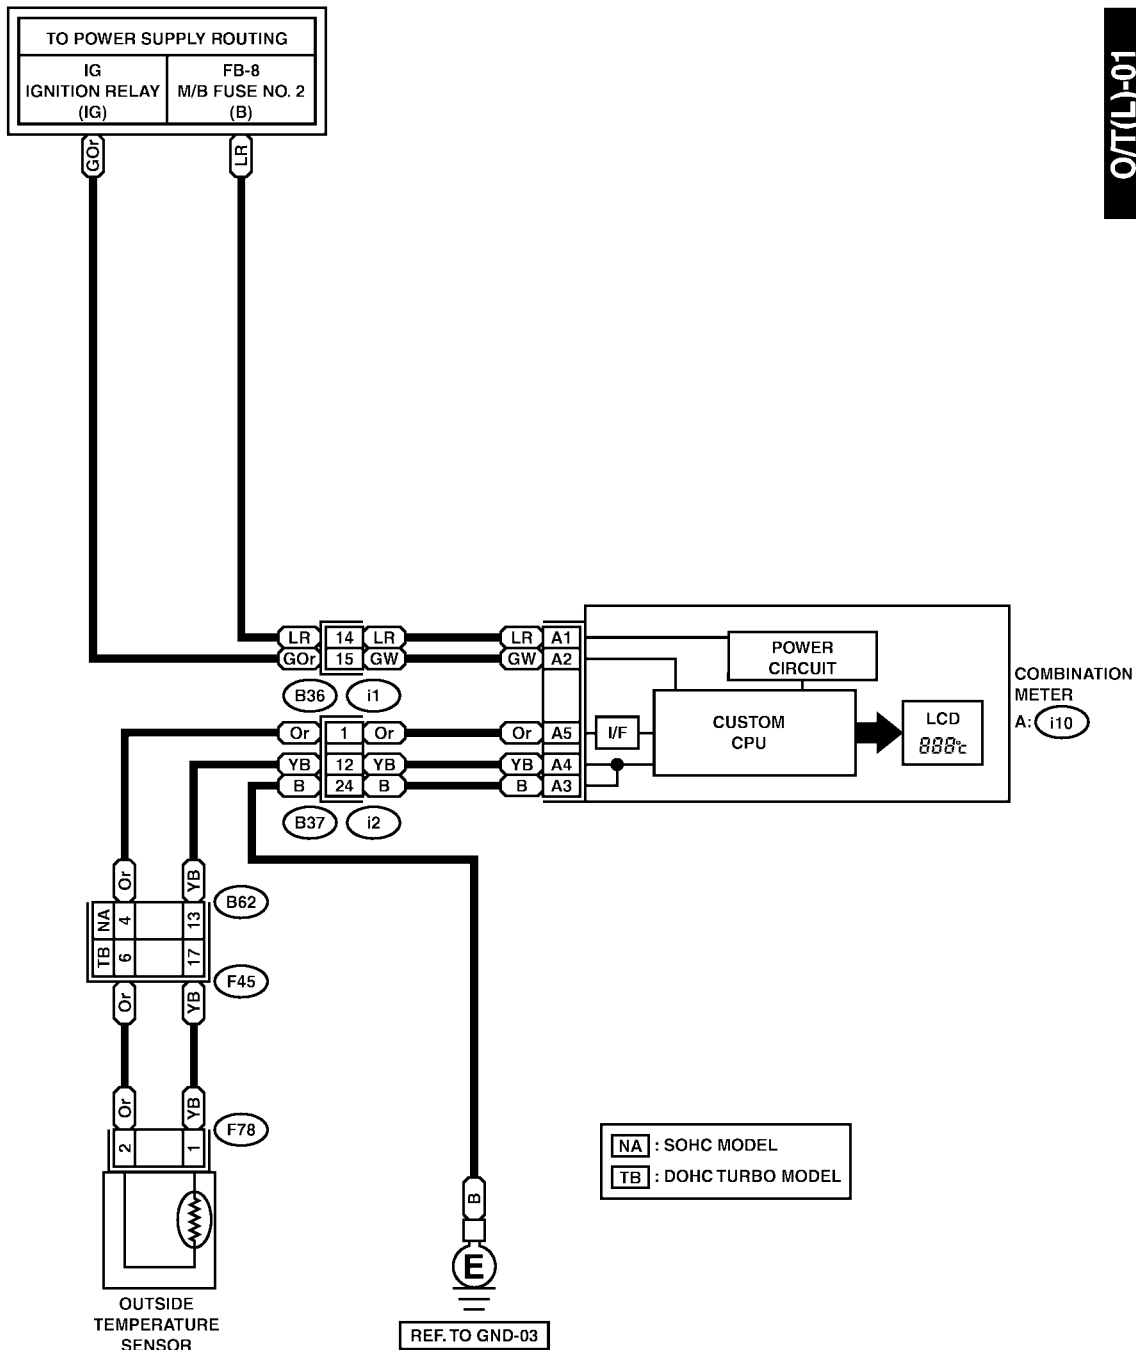 TO POWER SUPPLY ROUTING
IG
IGNITION RELAY
(IG)
FB-8
M/B FUSE NO. 2
(B)
O/T(L)-01
GOr
LR
LR 14 LR LR A1
GOr 15 GW GW A2
B36 i1
Or 1 Or Or A5
YB 12 YB YB A4
B 24 B B A3
B37 i2
POWER
CIRCUIT
I/F
CUSTOM
CPU
LCD
888°C
COMBINATION
METER
A: i10
Or YB
B62
NA 4 13
TB 6 17
F45
Or YB
Or YB
F78
2 1
OUTSIDE
TEMPERATURE
SENSOR
B
E
REF. TO GND-03
NA : SOHC MODEL
TB : DOHC TURBO MODEL